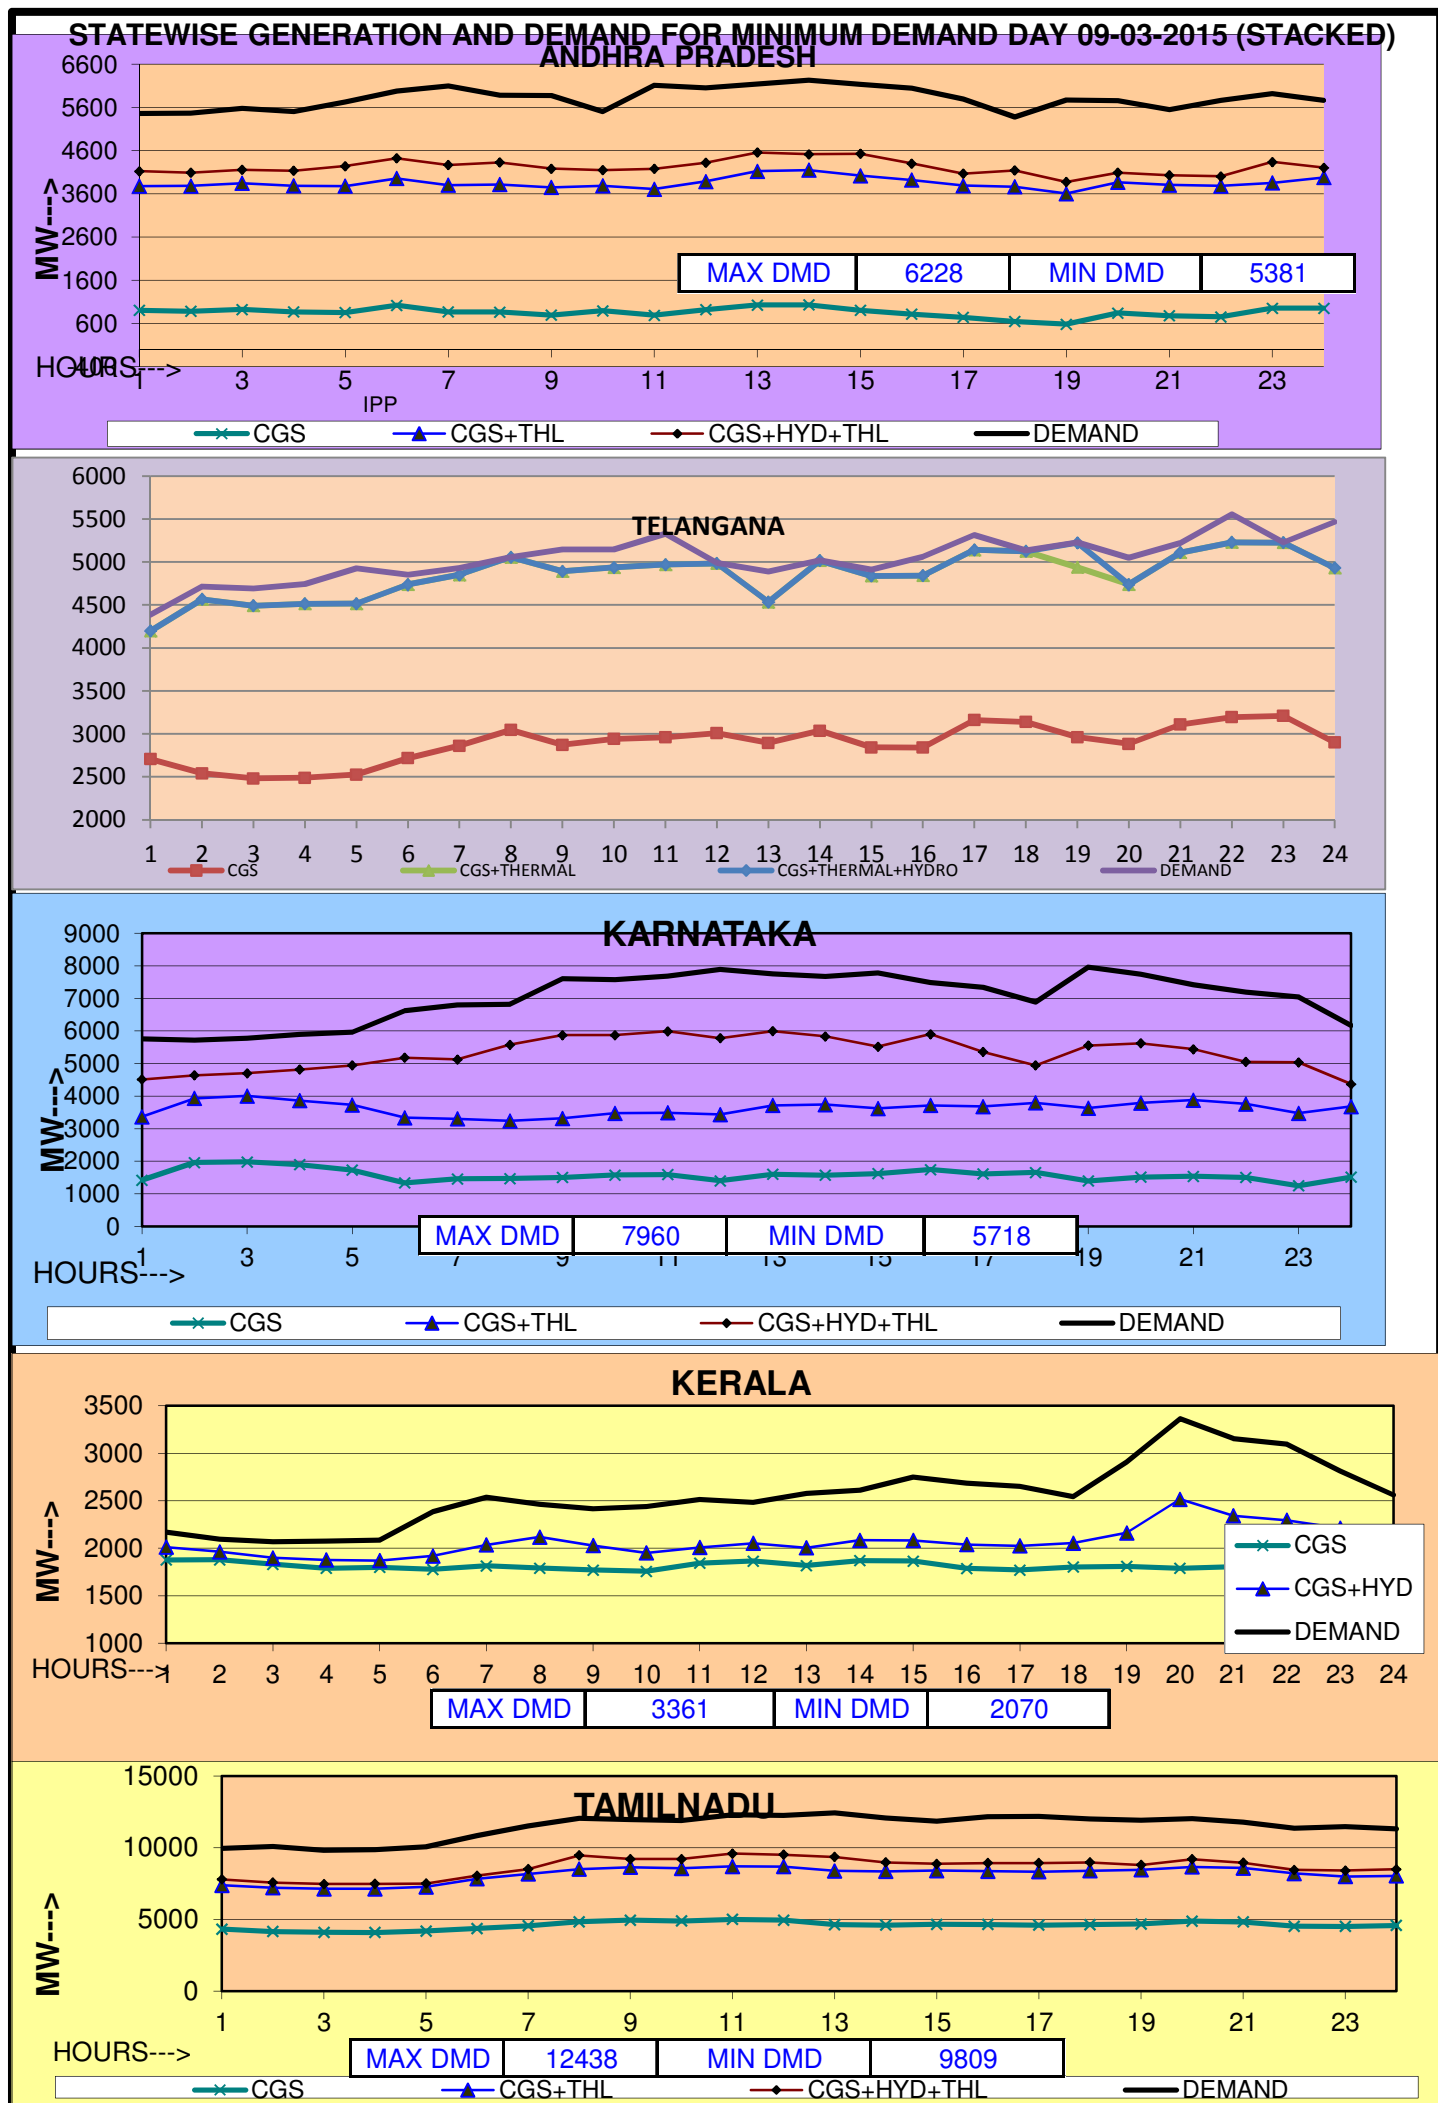 STATEWISE GENERATION AND DEMAND FOR MINIMUM DEMAND DAY 09-03-2015 (STACKED)
ANDHRA PRADESH
6600
5600
4600
3600
2600
1600
600
-400
MW--->
MAX DMD 6228 MIN DMD 5381
HOURS--->
1 3 5 7 9 11 13 15 17 19 21 23
IPP
CGS CGS+THL CGS+HYD+THL DEMAND
TELANGANA
6000
5500
5000
4500
4000
3500
3000
2500
2000
1 2 3 4 5 6 7 8 9 10 11 12 13 14 15 16 17 18 19 20 21 22 23 24
CGS CGS+THERMAL CGS+THERMAL+HYDRO DEMAND
KARNATAKA
9000
8000
7000
6000
5000
4000
3000
2000
1000
0
MW--->
MAX DMD 7960 MIN DMD 5718
1 3 5 7 9 11 13 15 17 19 21 23
HOURS--->
CGS CGS+THL CGS+HYD+THL DEMAND
KERALA
3500
3000
2500
2000
1500
1000
MW--->
CGS
CGS+HYD
DEMAND
HOURS--->
1 2 3 4 5 6 7 8 9 10 11 12 13 14 15 16 17 18 19 20 21 22 23 24
MAX DMD 3361 MIN DMD 2070
TAMILNADU
15000
10000
5000
0
MW--->
1 3 5 7 9 11 13 15 17 19 21 23
HOURS--->
MAX DMD 12438 MIN DMD 9809
CGS CGS+THL CGS+HYD+THL DEMAND